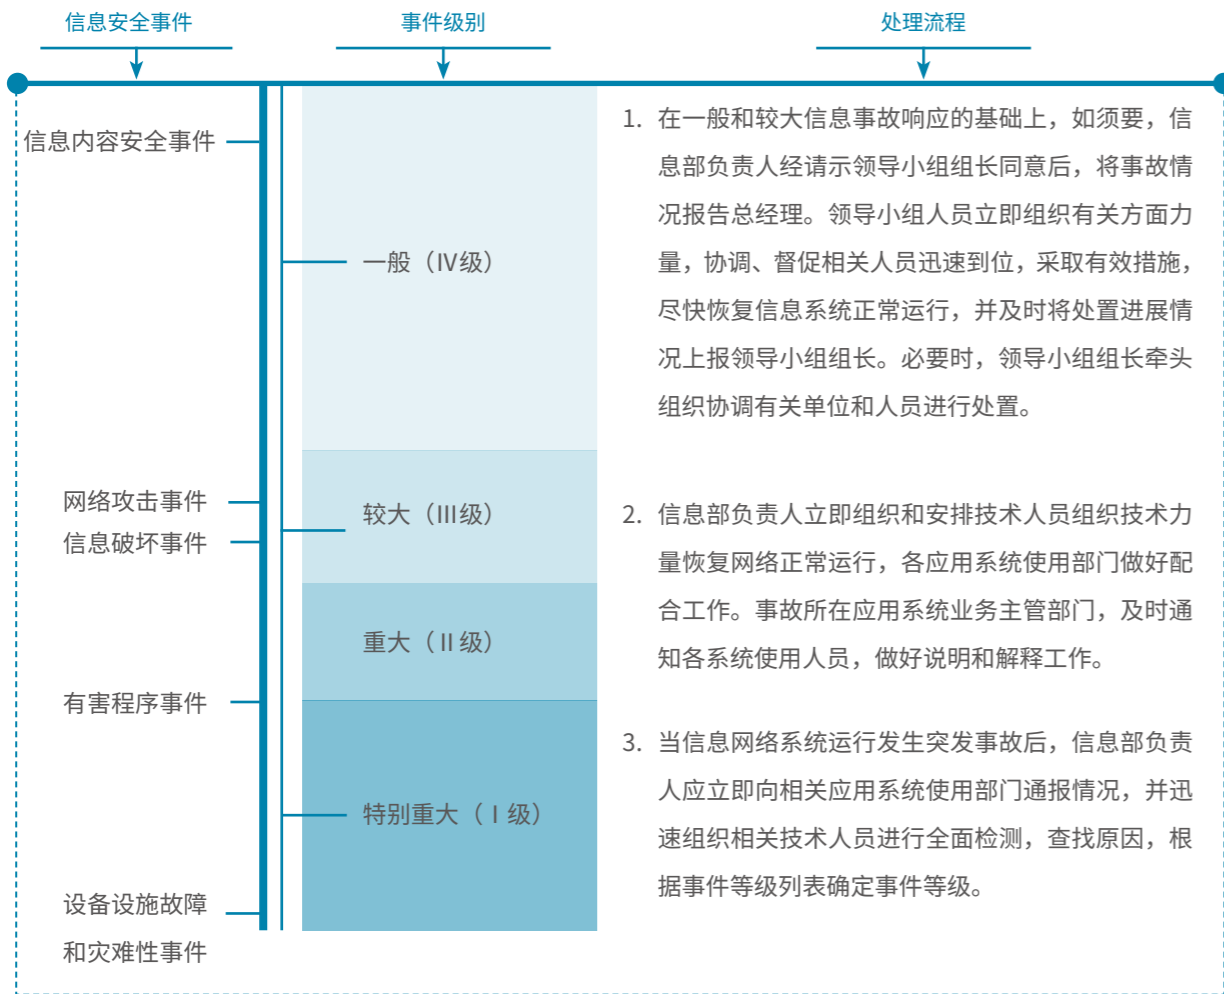 信息安全事件
事件级别
处理流程
信息内容安全事件
网络攻击事件
信息破坏事件
有害程序事件
设备设施故障
和灾难性事件
一般（Ⅳ级）
较大（Ⅲ级）
重大（Ⅱ级）
特别重大（Ⅰ级）
1. 在一般和较大信息事故响应的基础上，如须要，信
息部负责人经请示领导小组组长同意后，将事故情
况报告总经理。领导小组人员立即组织有关方面力
量，协调、督促相关人员迅速到位，采取有效措施，
尽快恢复信息系统正常运行，并及时将处置进展情
况上报领导小组组长。必要时，领导小组组长牵头
组织协调有关单位和人员进行处置。
2. 信息部负责人立即组织和安排技术人员组织技术力
量恢复网络正常运行，各应用系统使用部门做好配
合工作。事故所在应用系统业务主管部门，及时通
知各系统使用人员，做好说明和解释工作。
3. 当信息网络系统运行发生突发事故后，信息部负责
人应立即向相关应用系统使用部门通报情况，并迅
速组织相关技术人员进行全面检测，查找原因，根
据事件等级列表确定事件等级。